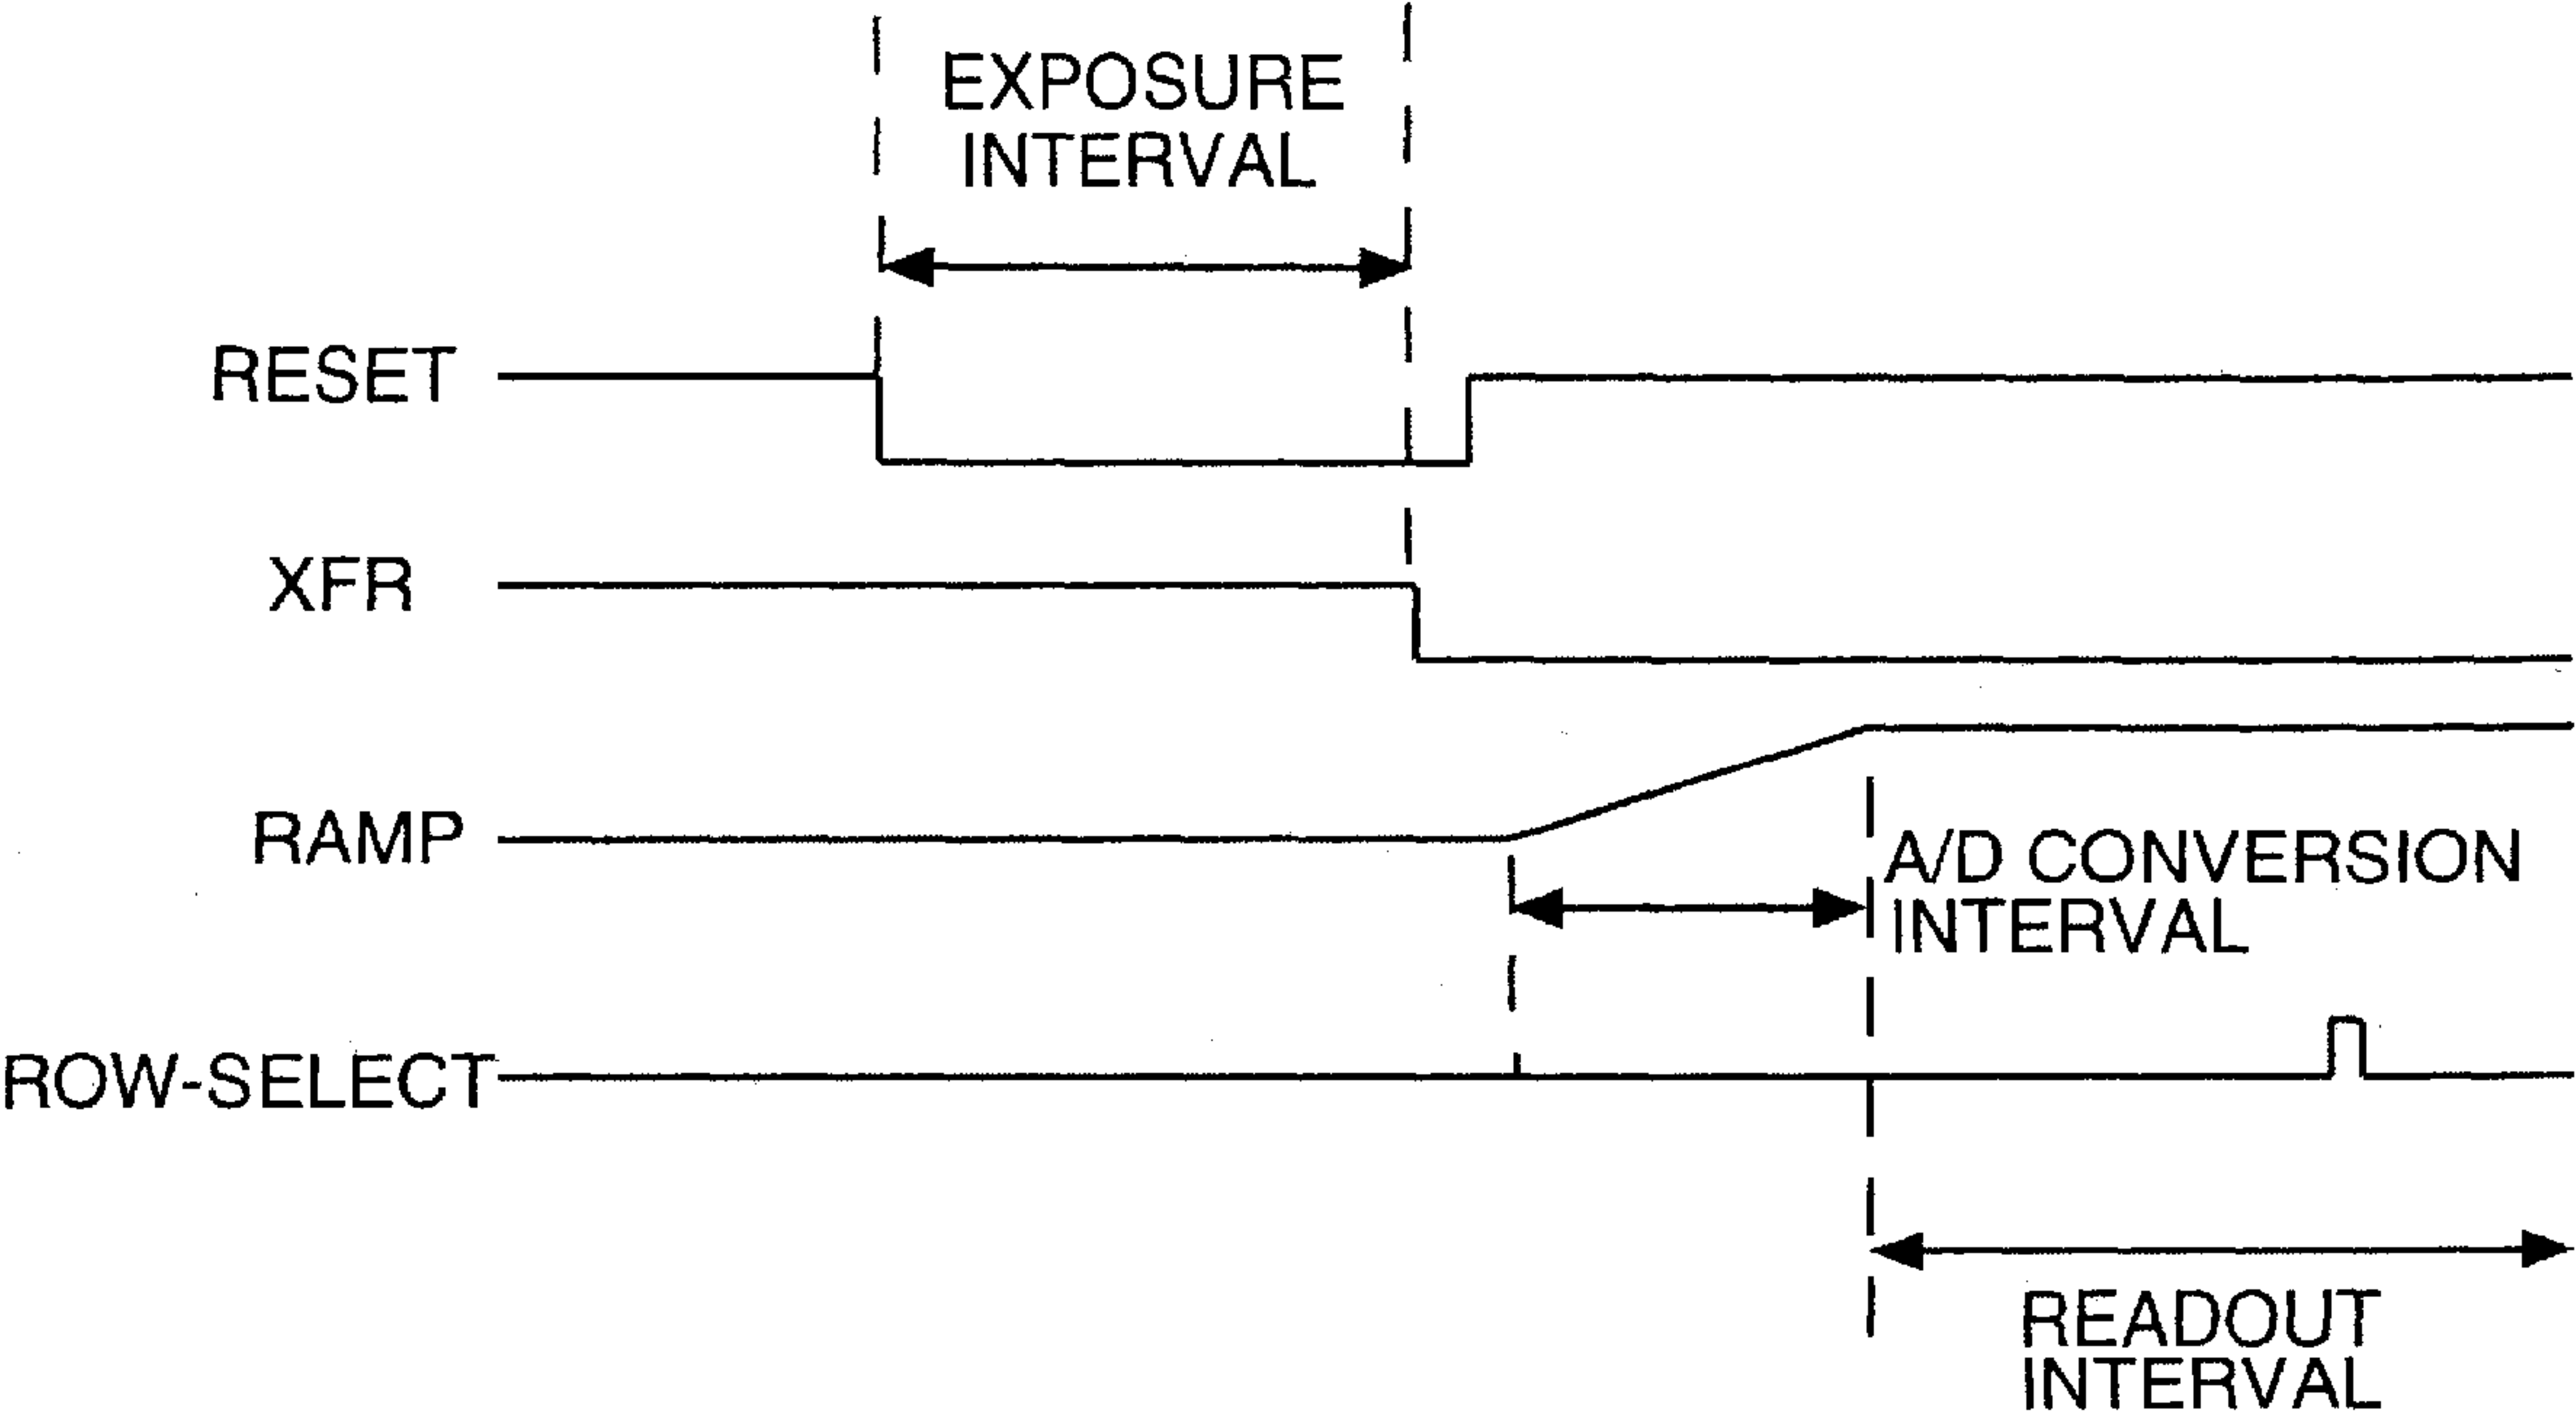 EXPOSURE
INTERVAL
RESET
XFR
RAMP
A/D CONVERSION
INTERVAL
ROW-SELECT
READOUT
INTERVAL